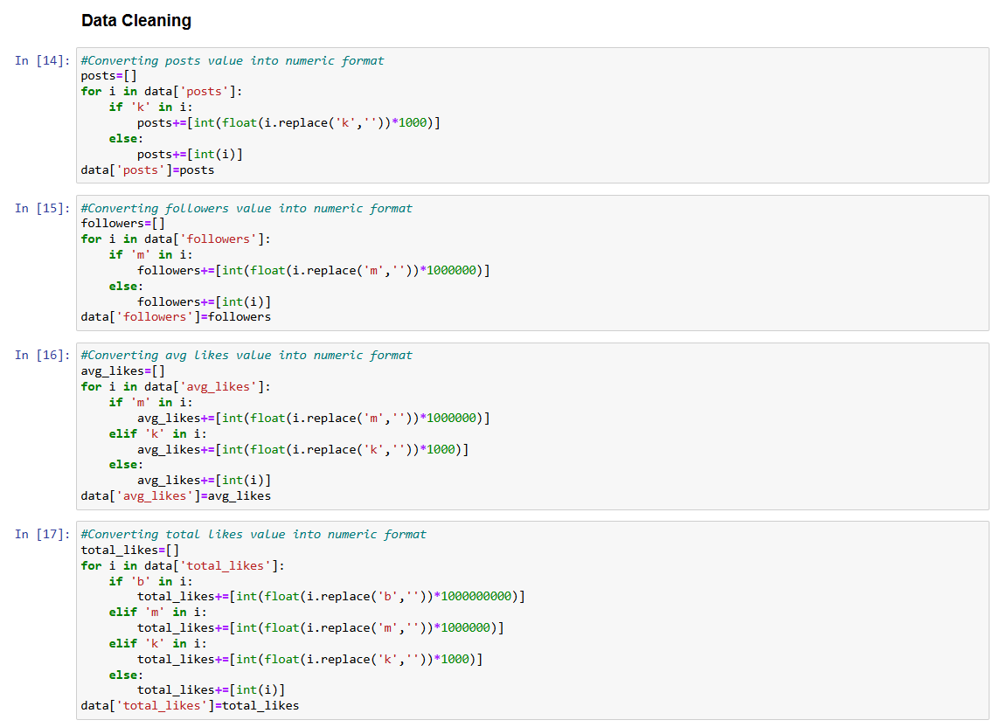 Data Cleaning
In [14]: #Converting posts value into numeric format
posts=[]
for i in data['posts']:
    if 'k' in i:
        posts+=[int(float(i.replace('k',''))*1000)]
    else:
        posts+=[int(i)]
data['posts']=posts
In [15]: #Converting followers value into numeric format
followers=[]
for i in data['followers']:
    if 'm' in i:
        followers+=[int(float(i.replace('m',''))*1000000)]
    else:
        followers+=[int(i)]
data['followers']=followers
In [16]: #Converting avg likes value into numeric format
avg_likes=[]
for i in data['avg_likes']:
    if 'm' in i:
        avg_likes+=[int(float(i.replace('m',''))*1000000)]
    elif 'k' in i:
        avg_likes+=[int(float(i.replace('k',''))*1000)]
    else:
        avg_likes+=[int(i)]
data['avg_likes']=avg_likes
In [17]: #Converting total likes value into numeric format
total_likes=[]
for i in data['total_likes']:
    if 'b' in i:
        total_likes+=[int(float(i.replace('b',''))*1000000000)]
    elif 'm' in i:
        total_likes+=[int(float(i.replace('m',''))*1000000)]
    elif 'k' in i:
        total_likes+=[int(float(i.replace('k',''))*1000)]
    else:
        total_likes+=[int(i)]
data['total_likes']=total_likes